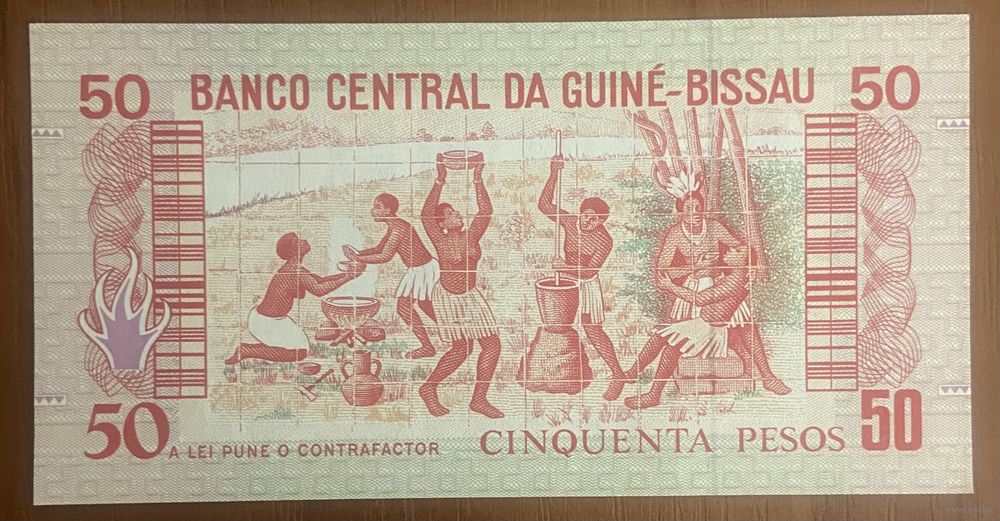 50 BANCO CENTRAL DA GUINÉ-BISSAU 50
50 A LEI PUNE O CONTRAFACTOR CINQUENTA PESOS 50